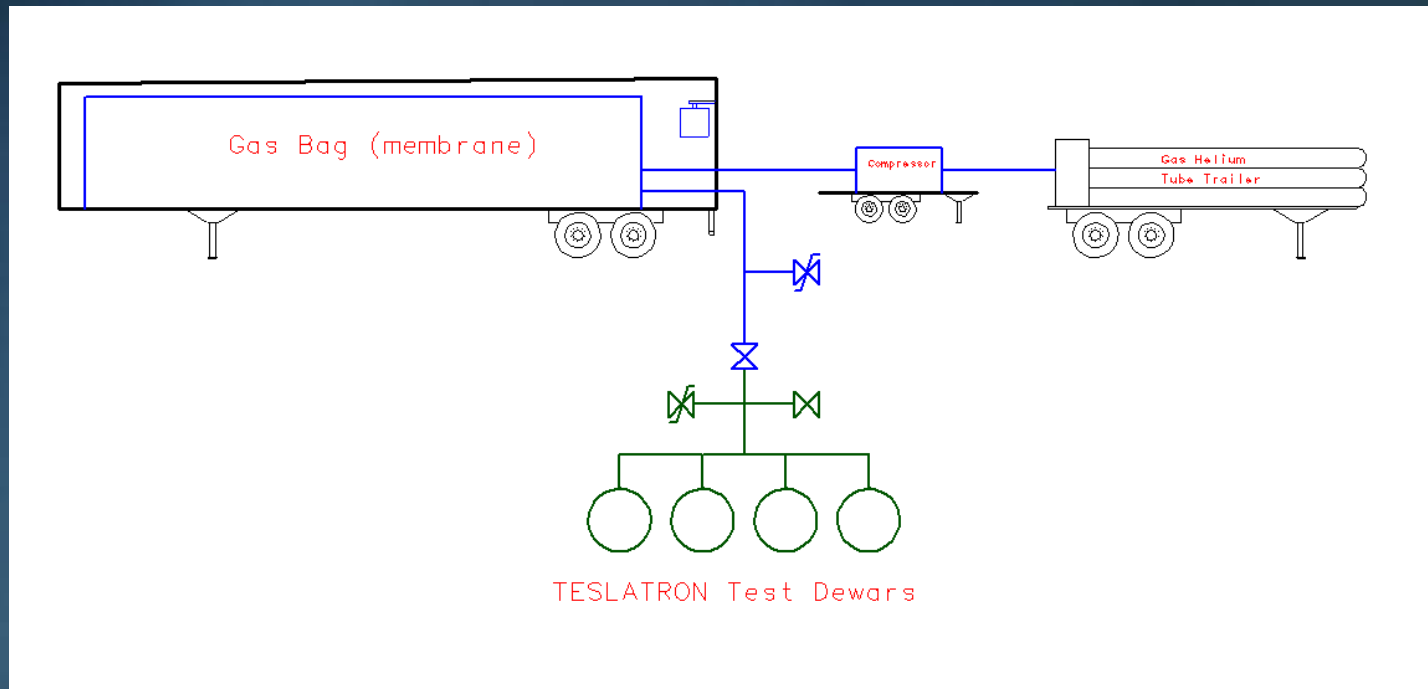 Gas Bag (membrane)
Compressor
Gas Helium
Tube Trailer
TESLATRON Test Dewars